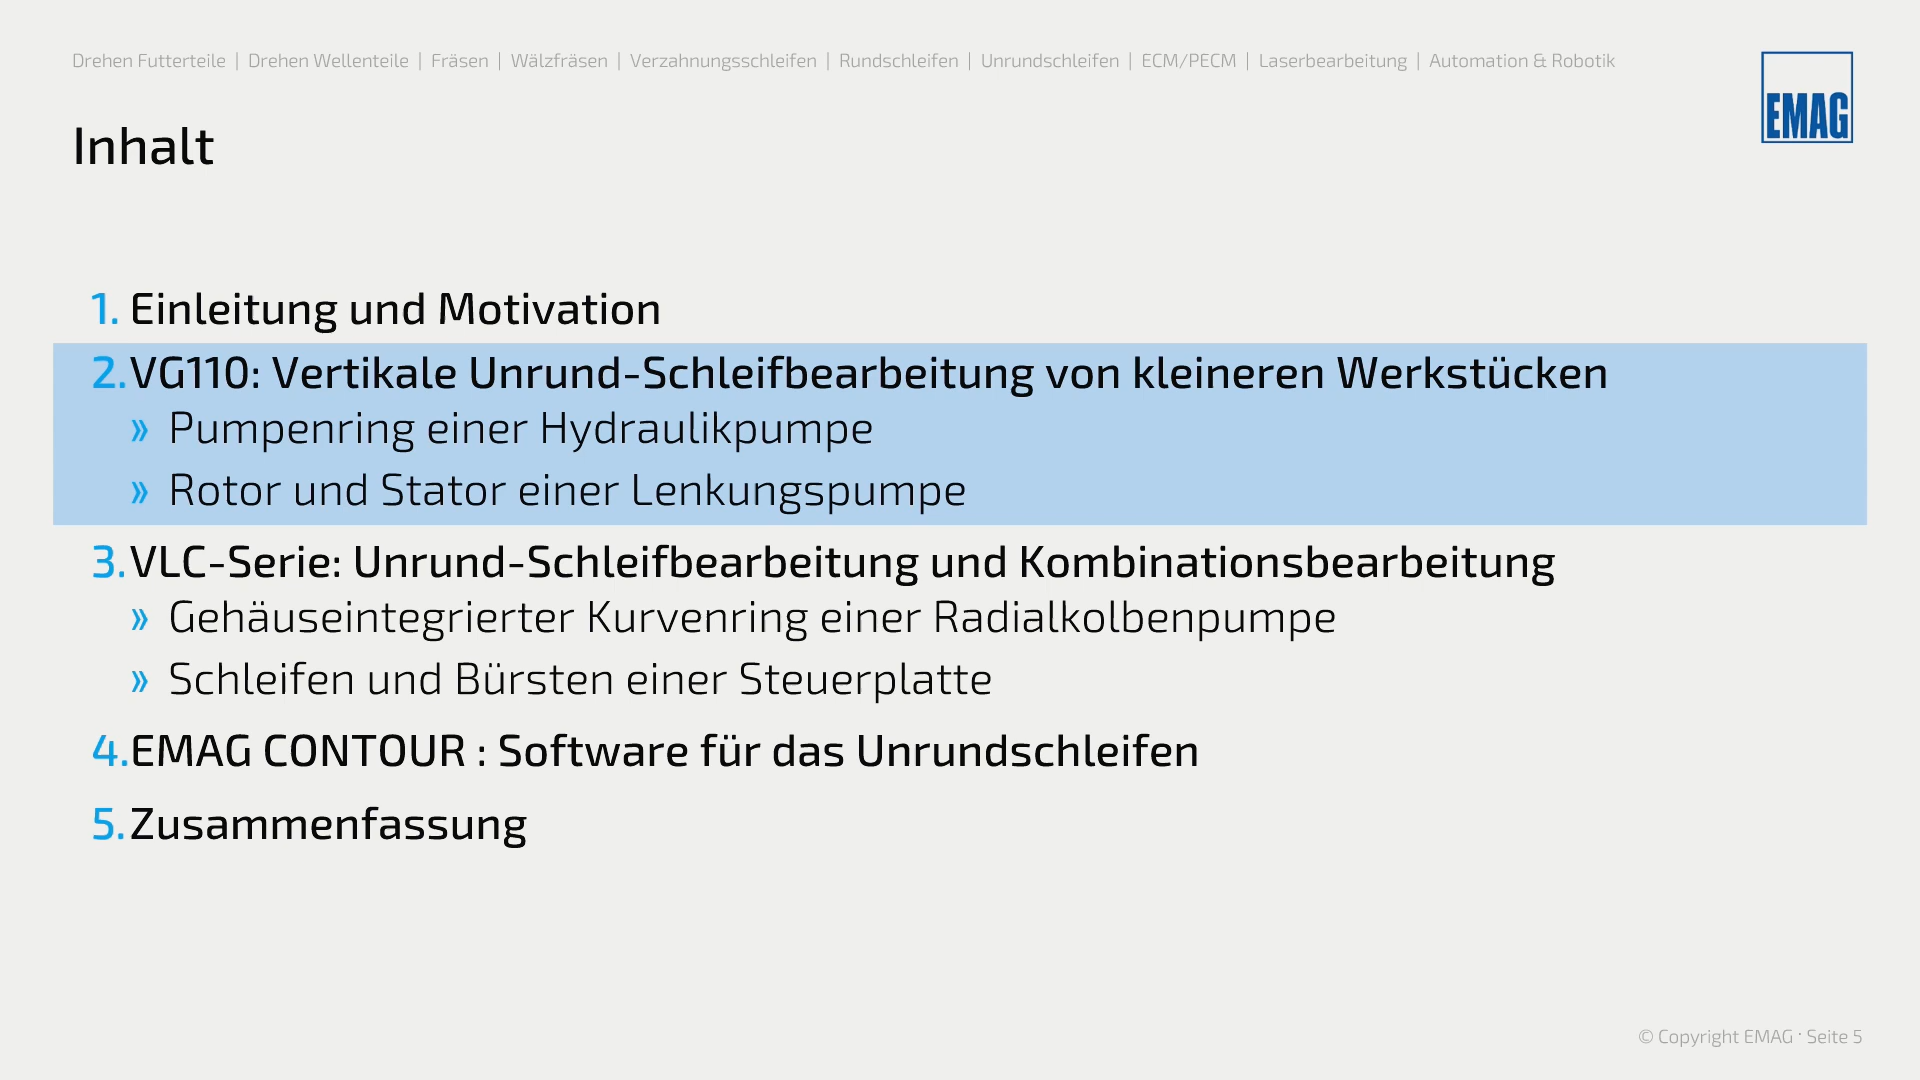 Drehen Futterteile | Drehen Wellenteile | Fräsen | Wälzfräsen | Verzahnungsschleifen | Rundschleifen | Unrundschleifen | ECM/PECM | Laserbearbeitung | Automation & Robotik
EMAG
Inhalt
1. Einleitung und Motivation
2. VG110: Vertikale Unrund-Schleifbearbeitung von kleineren Werkstücken
» Pumpenring einer Hydraulikpumpe
» Rotor und Stator einer Lenkungspumpe
3. VLC-Serie: Unrund-Schleifbearbeitung und Kombinationsbearbeitung
» Gehäuseintegrierter Kurvenring einer Radialkolbenpumpe
» Schleifen und Bürsten einer Steuerplatte
4. EMAG CONTOUR : Software für das Unrundschleifen
5. Zusammenfassung
© Copyright EMAG · Seite 5